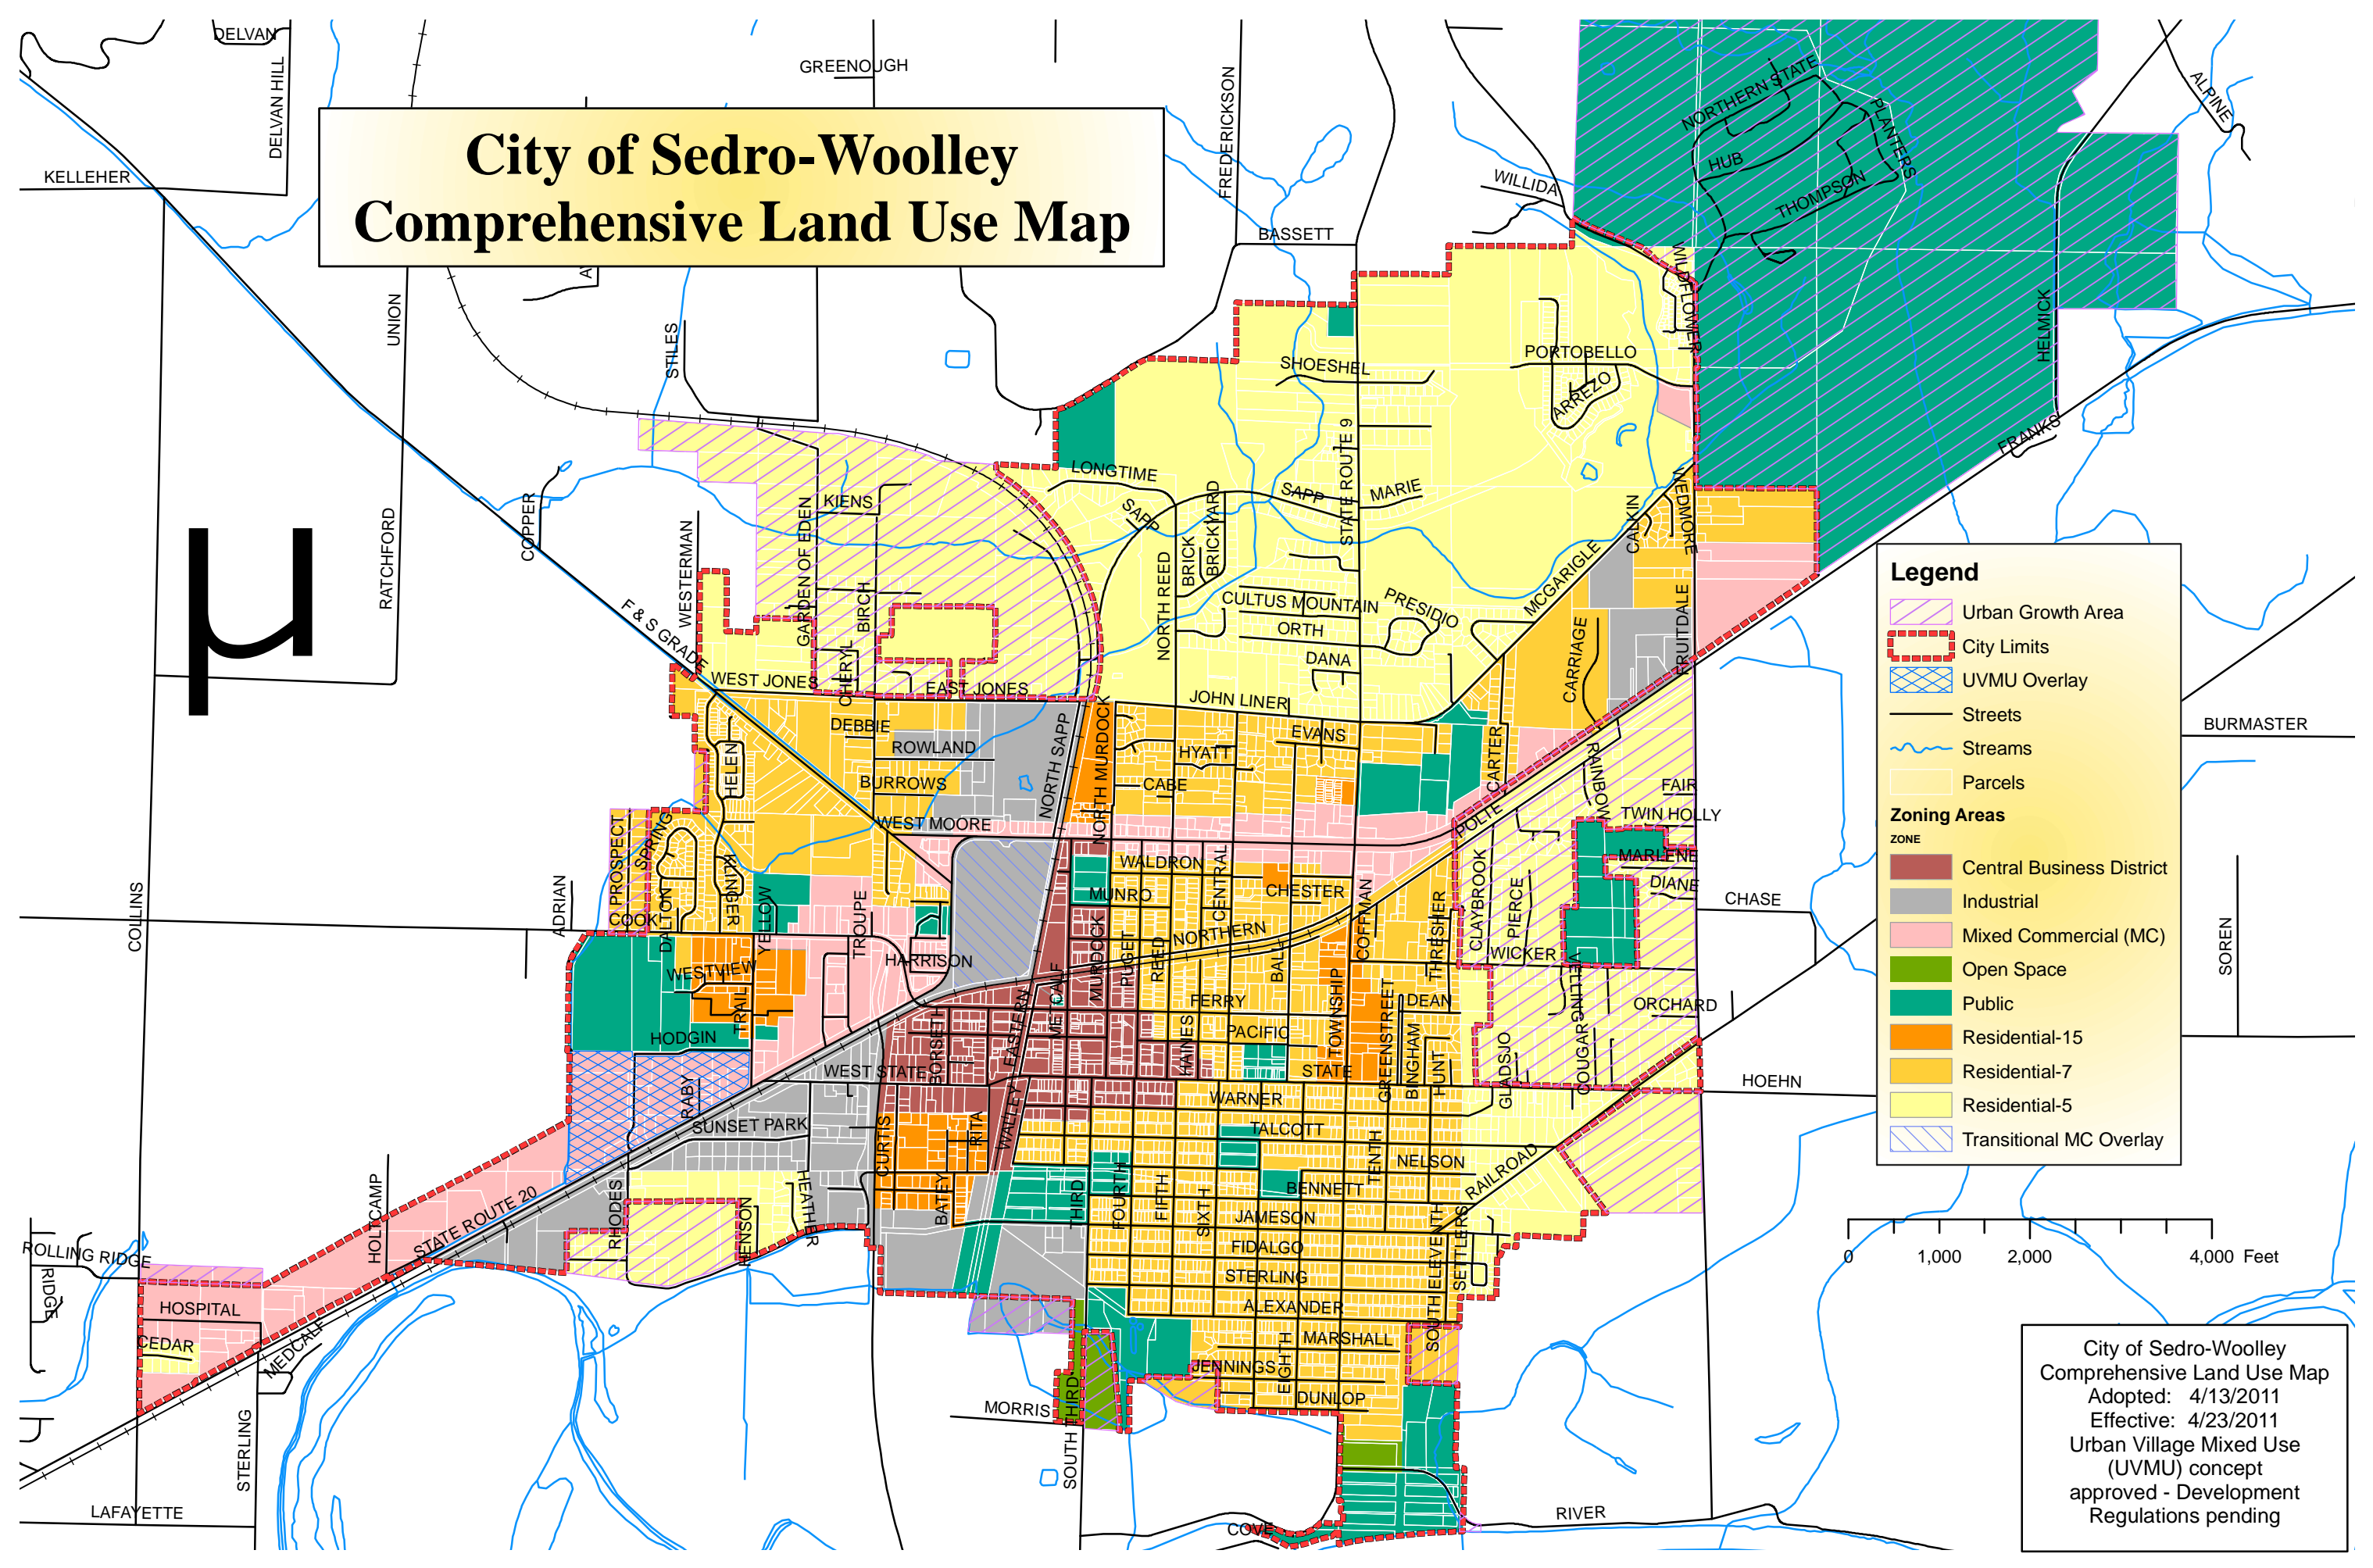 City of Sedro-Woolley
Comprehensive Land Use Map
DELVAN
DELVAN HILL
GREENOUGH
FREDERICKSON
ALPINE
KELLEHER
WILLIDA
BASSETT
NORTHERN STATE
PLANTERS
HUB
THOMPSON
WILDFLOWER
HELMICK
FRANKS
UNION
STILES
SHOESHEL
PORTOBELLO
ARREZO
STATE ROUTE 9
LONGTIME
SAPP
SAPP
MARIE
µ
RATCHFORD
COPPER
WESTERMAN
GARDEN OF EDEN
KIENS
BIRCH
CHERYL
NORTH REED
BRICK
BRICKYARD
CALKIN
WEDMORE
MCGARIGLE
CULTUS MOUNTAIN
PRESIDIO
ORTH
DANA
CARRIAGE
FRUITDALE
F & S GRADE
WEST JONES
EAST JONES
JOHN LINER
DEBBIE
ROWLAND
BURROWS
HELEN
NORTH SAPP
NORTH MURDOCK
HYATT
EVANS
CABE
CARTER
RAINBOW
FAIR
TWIN HOLLY
MARLENE
DIANE
POLTE
WEST MOORE
PROSPECT
SPRING
KLINGER
DALTON
COOK
YELLOW
TROUPE
HARRISON
WALDRON
MUNRO
CENTRAL
CHESTER
COFFMAN
THRESHER
CLAYBROOK
PIERCE
WICKER
VELLING
ORCHARD
COUGAR
GLADSJO
COLLINS
ADRIAN
WESTVIEW
TRAIL
HODGIN
RABY
SUNSET PARK
WEST STATE
BORSETH
EASTERN
METCALF
MURDOCK
PUGET
REED
NORTHERN
BALL
FERRY
PACIFIC
HAINES
TOWNSHIP
STATE
GREENSTREET
DEAN
BINGHAM
HUNT
WARNER
TALCOTT
NELSON
BENNETT
TENTH
RAILROAD
CURTIS
RITA
WALLEY
BATEY
HEATHER
HENSON
RHODES
THIRD
FOURTH
FIFTH
SIXTH
JAMESON
FIDALGO
STERLING
ALEXANDER
MARSHALL
JENNINGS
EIGHTH
DUNLOP
SOUTH ELEVENTH
SETTLERS
HOLTCAMP
STATE ROUTE 20
ROLLING RIDGE
RIDGE
HOSPITAL
CEDAR
MEDCALF
STERLING
LAFAYETTE
MORRIS
SOUTH THIRD
COVE
RIVER
BURMASTER
CHASE
SOREN
HOEHN
Legend
Urban Growth Area
City Limits
UVMU Overlay
Streets
Streams
Parcels
Zoning Areas
ZONE
Central Business District
Industrial
Mixed Commercial (MC)
Open Space
Public
Residential-15
Residential-7
Residential-5
Transitional MC Overlay
0 1,000 2,000 4,000 Feet
City of Sedro-Woolley
Comprehensive Land Use Map
Adopted: 4/13/2011
Effective: 4/23/2011
Urban Village Mixed Use
(UVMU) concept
approved - Development
Regulations pending